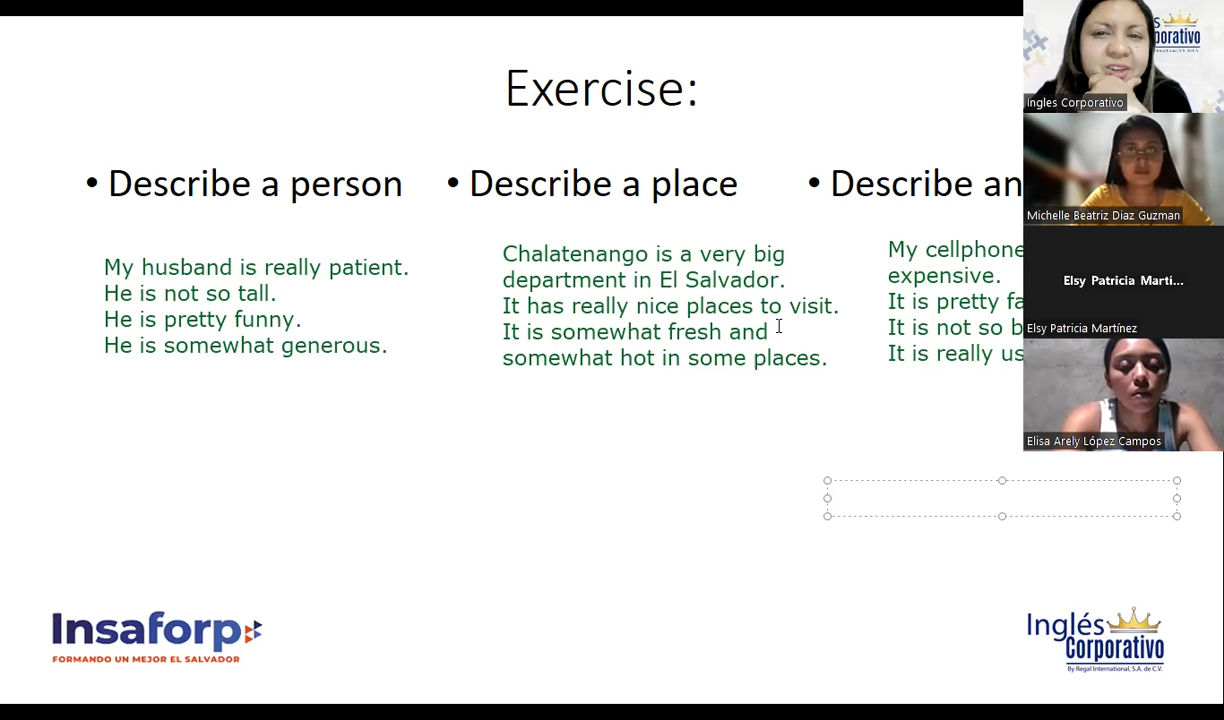 Exercise:
• Describe a person
My husband is really patient.
He is not so tall.
He is pretty funny.
He is somewhat generous.
• Describe a place
Chalatenango is a very big
department in El Salvador.
It has really nice places to visit.
It is somewhat fresh and
somewhat hot in some places.
• Describe an
My cellphone
expensive.
It is pretty
It is not so
It is really
Ingles Corporativo
Michelle Beatriz Diaz Guzman
Elsy Patricia Martí...
Elsy Patricia Martínez
Elisa Arely López Campos
Insaforp
FORMANDO UN MEJOR EL SALVADOR
Inglés
Corporativo
By Regal International, S.A. de C.V.